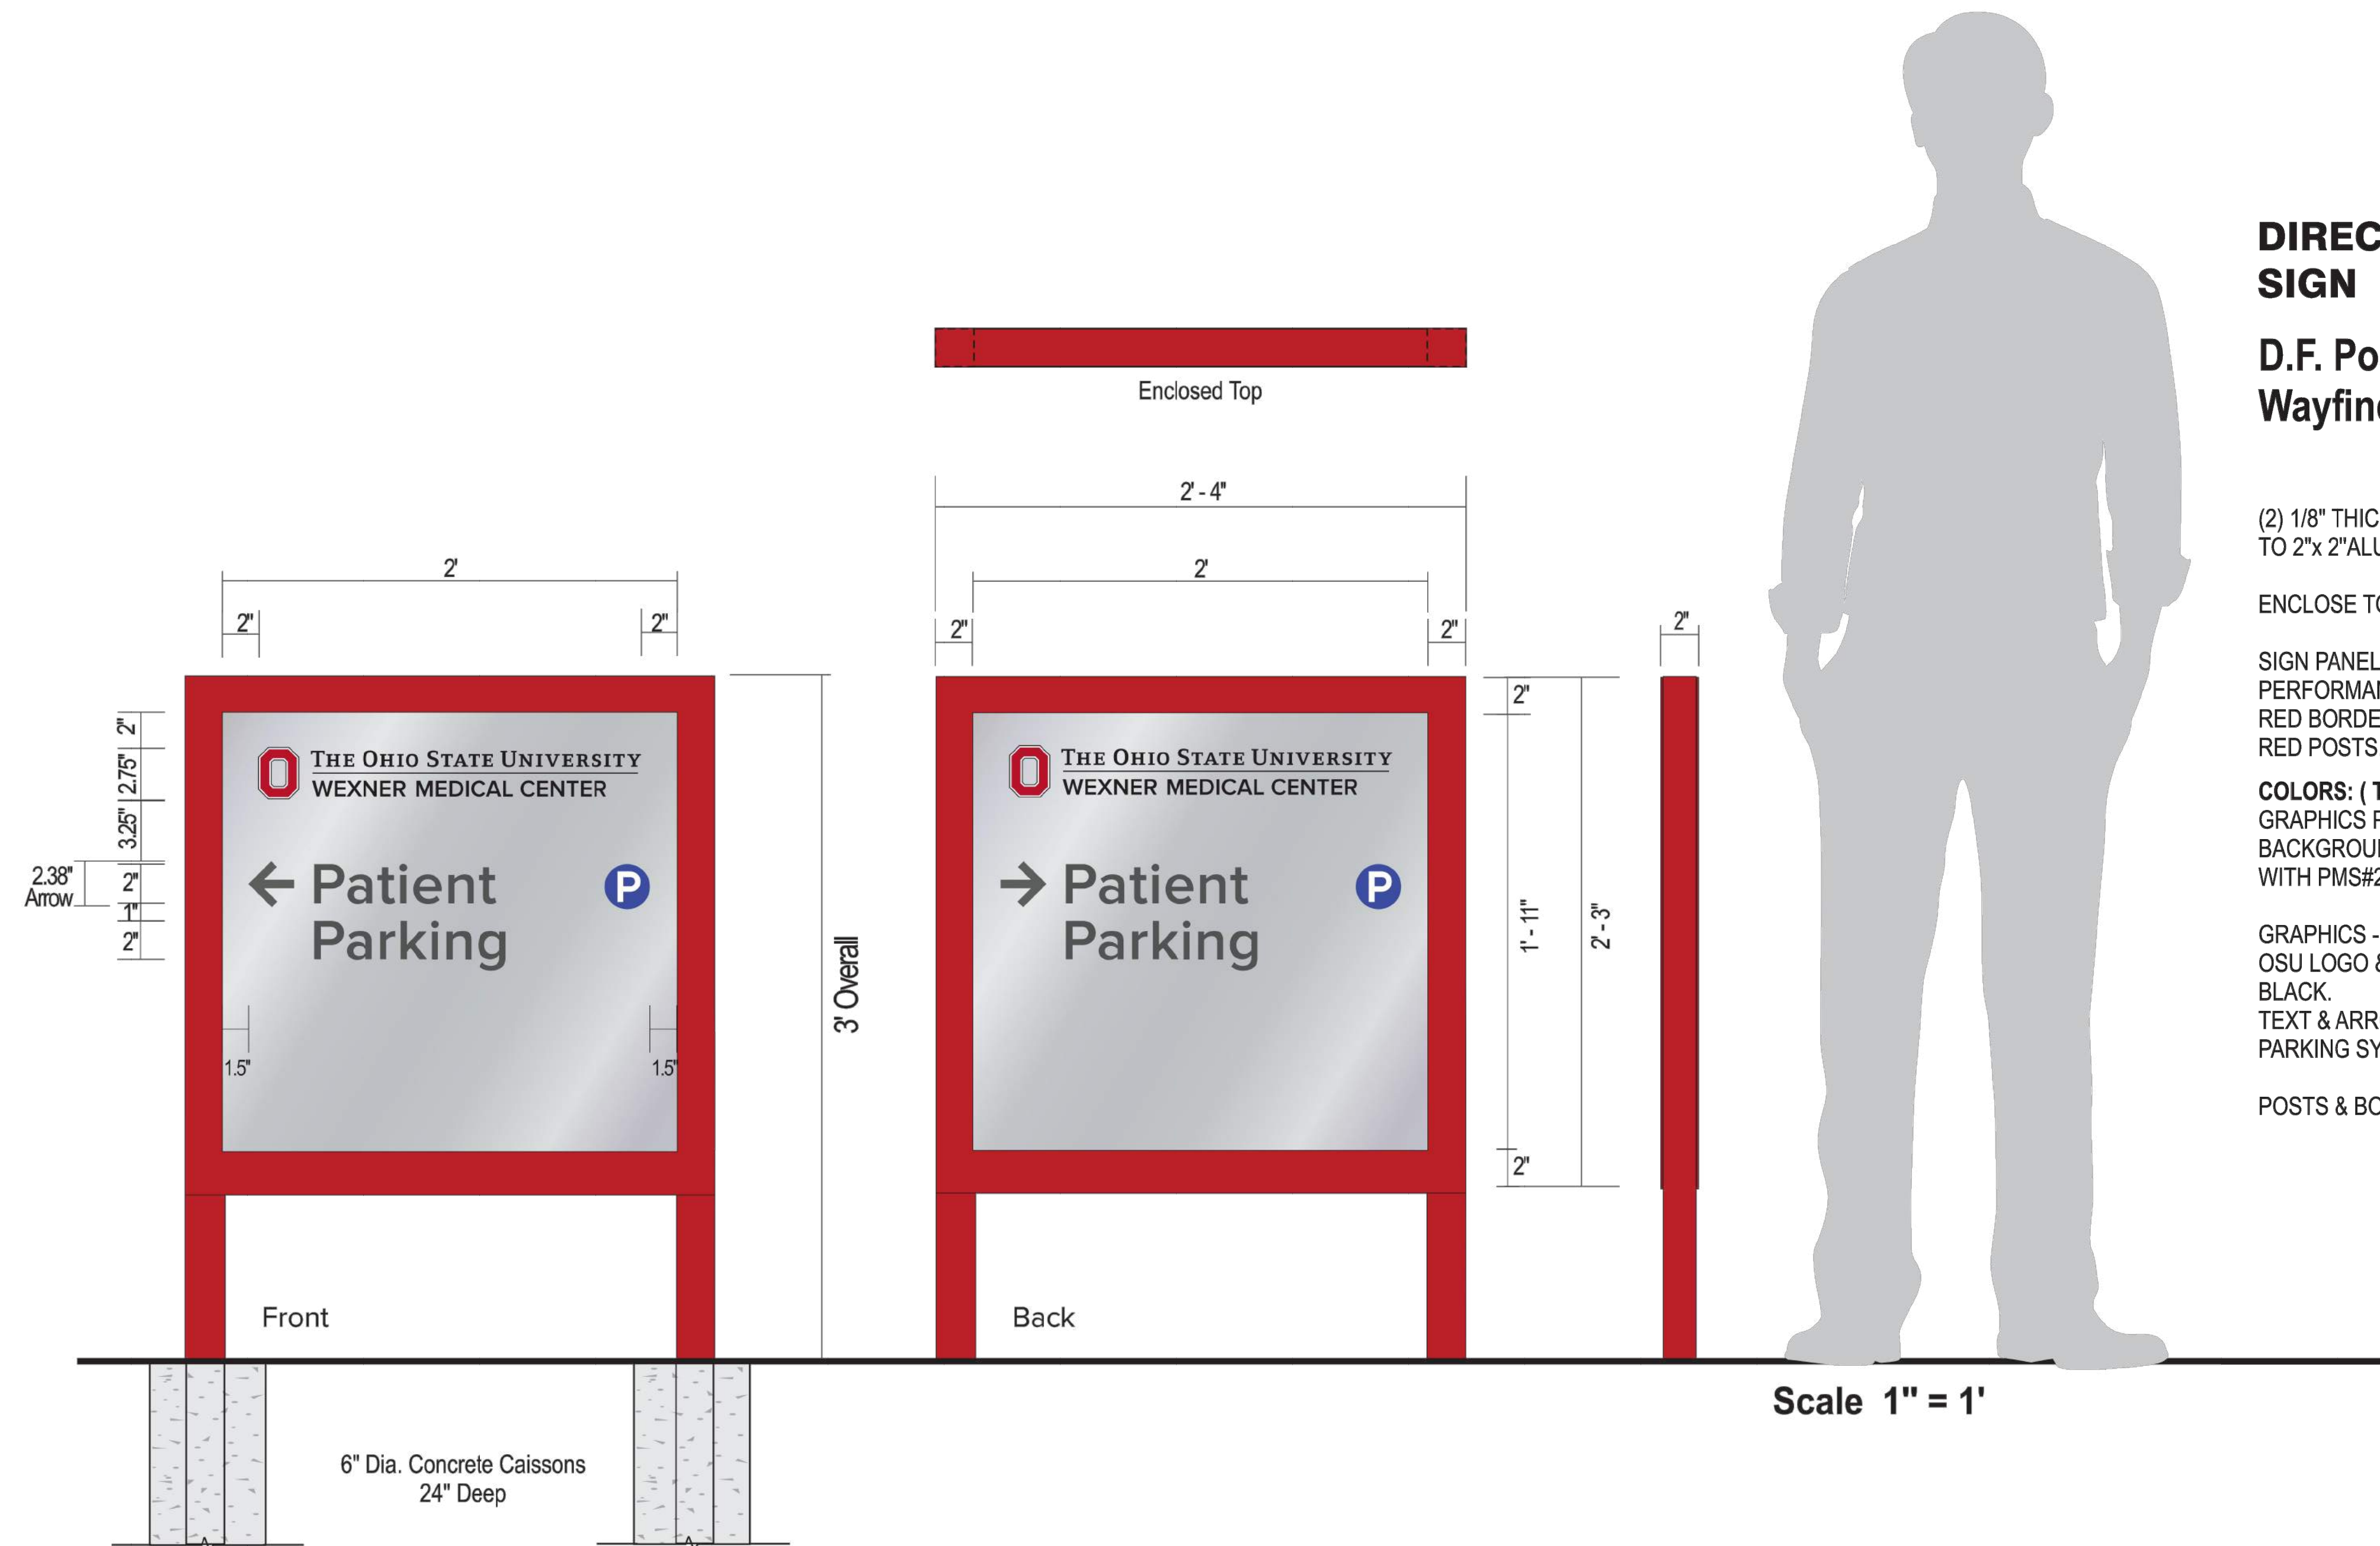 Enclosed Top
2' - 4"
2'
2"
2"
2'
2"
2"
2"
2"
2.75"
3.25"
2.38"
Arrow
2"
1"
2"
THE OHIO STATE UNIVERSITY
WEXNER MEDICAL CENTER
Patient
Parking
P
1.5"
1.5"
3' Overall
Front
6" Dia. Concrete Caissons
24" Deep
THE OHIO STATE UNIVERSITY
WEXNER MEDICAL CENTER
Patient
Parking
P
Back
2"
1' - 11"
2' - 3"
2"
Scale 1" = 1'
DIREC
SIGN
D.F. Po
Wayfin
(2) 1/8" THIC
TO 2"x 2"ALU
ENCLOSE TO
SIGN PANEL
PERFORMAN
RED BORDE
RED POSTS
COLORS: ( T
GRAPHICS P
BACKGROUN
WITH PMS#2
GRAPHICS -
OSU LOGO &
BLACK.
TEXT & ARR
PARKING SY
POSTS & BO